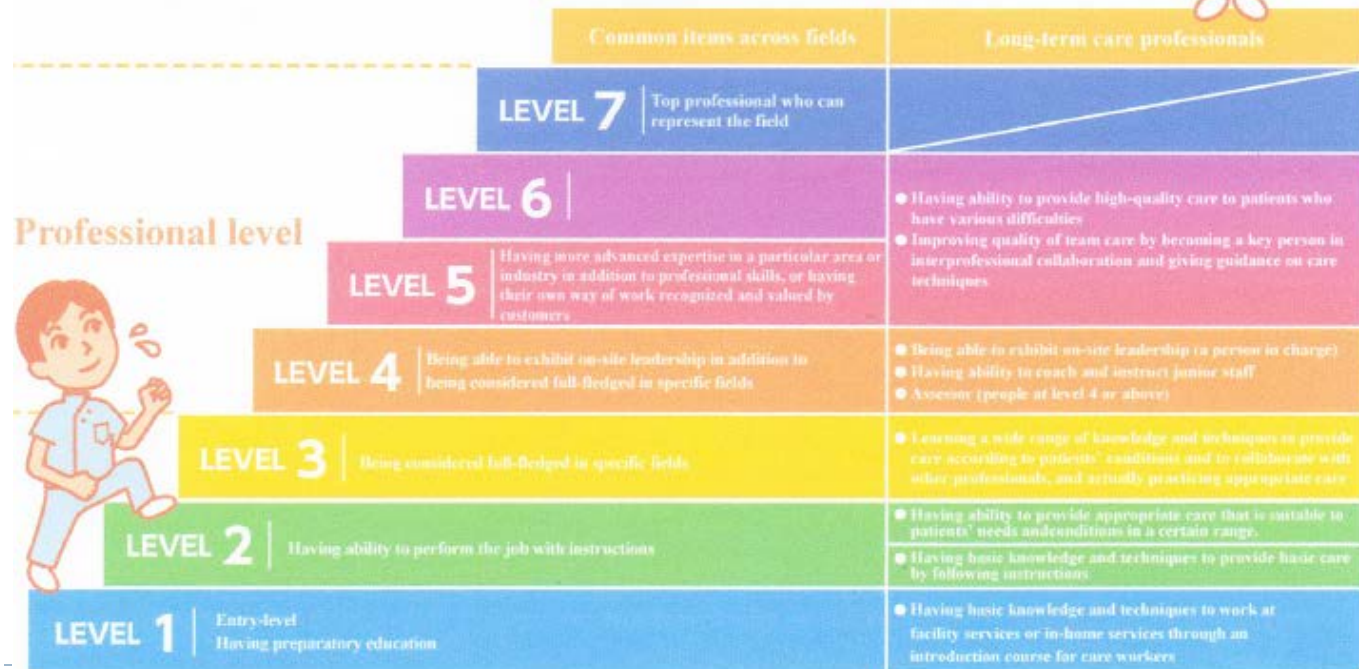 Common items across fields
Long-term care professionals
LEVEL 7
Top professional who can
represent the field
LEVEL 6
● Having ability to provide high-quality care to patients who
have various difficulties
● Improving quality of team care by becoming a key person in
interprofessional collaboration and giving guidance on care
techniques
Professional level
LEVEL 5
Having more advanced expertise in a particular area or
industry in addition to professional skills, or having
their own way of work recognized and valued by
customers
LEVEL 4
Being able to exhibit on-site leadership in addition to
being considered full-fledged in specific fields
● Being able to exhibit on-site leadership (a person in charge)
● Having ability to coach and instruct junior staff
● Assessor (people at level 4 or above)
LEVEL 3
Being considered full-fledged in specific fields
● Learning a wide range of knowledge and techniques to provide
care according to patients' conditions and to collaborate with
other professionals, and actually practicing appropriate care
LEVEL 2
Having ability to perform the job with instructions
● Having ability to provide appropriate care that is suitable to
patients' needs andconditions in a certain range.
● Having basic knowledge and techniques to provide basic care
by following instructions
LEVEL 1
Entry-level
Having preparatory education
● Having basic knowledge and techniques to work at
facility services or in-home services through an
introduction course for care workers